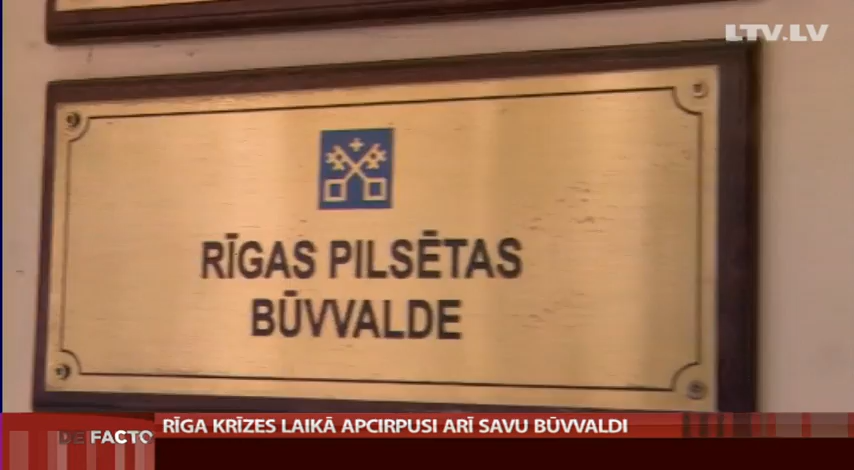 LTV.LV
RĪGAS PILSĒTAS
BŪVVALDE
DE FACTO
RĪGA KRĪZES LAIKĀ APCIRPUSI ARĪ SAVU BŪVVALDI